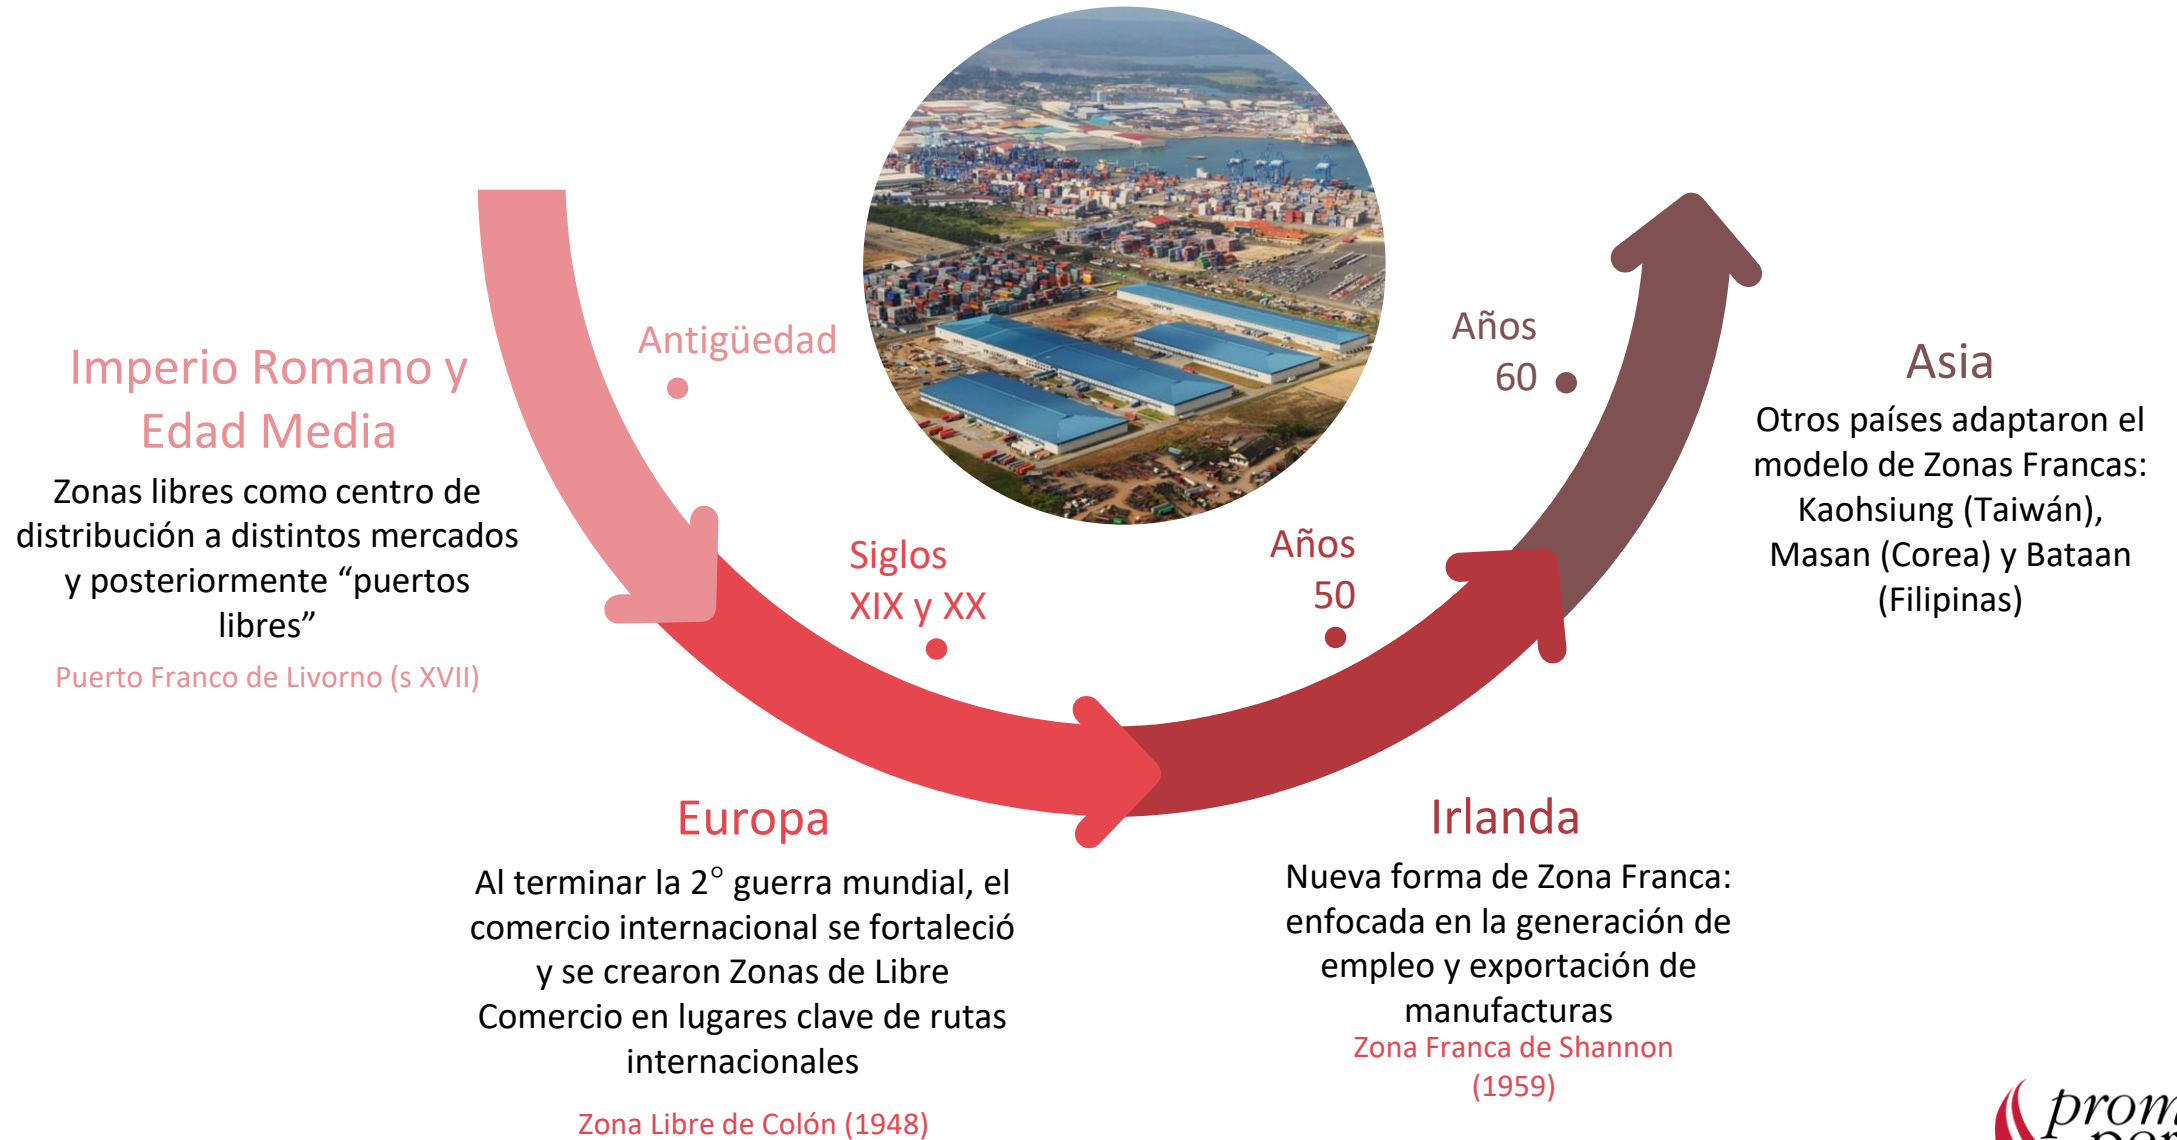 Antigüedad
Imperio Romano y
Edad Media
Zonas libres como centro de
distribución a distintos mercados
y posteriormente “puertos
libres”
Puerto Franco de Livorno (s XVII)
Siglos
XIX y XX
Europa
Al terminar la 2° guerra mundial, el
comercio internacional se fortaleció
y se crearon Zonas de Libre
Comercio en lugares clave de rutas
internacionales
Zona Libre de Colón (1948)
Años
50
Irlanda
Nueva forma de Zona Franca:
enfocada en la generación de
empleo y exportación de
manufacturas
Zona Franca de Shannon
(1959)
Años
60
Asia
Otros países adaptaron el
modelo de Zonas Francas:
Kaohsiung (Taiwán),
Masan (Corea) y Bataan
(Filipinas)